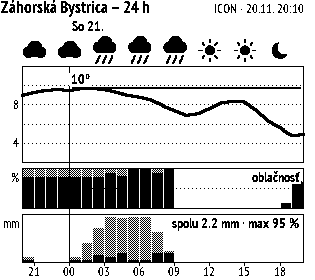 Záhorská Bystrica – 24 h
ICON · 20.11. 20:10
So 21.
10°
8
4
%
oblačnosť
mm
spolu 2.2 mm · max 95 %
21 00 03 06 09 12 15 18